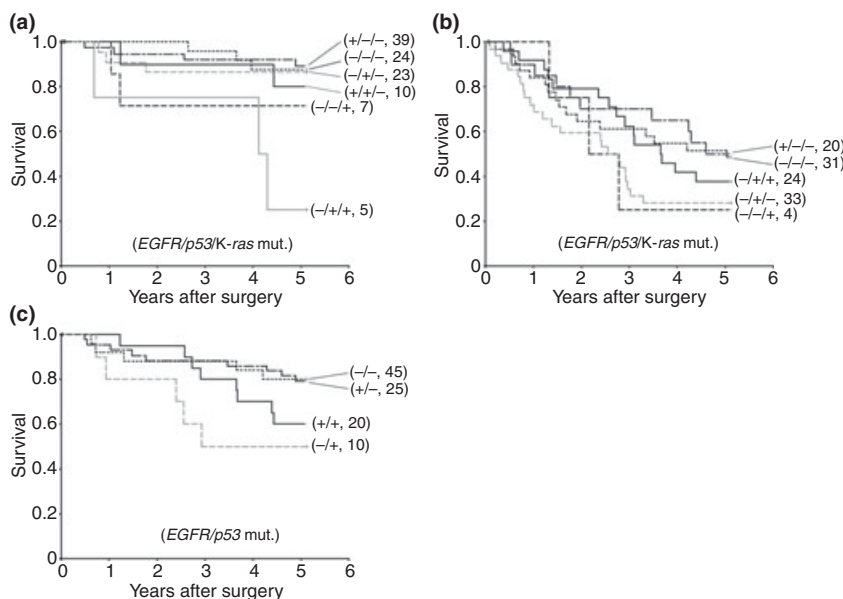 (a)
Survival
1.0
0.8
0.6
0.4
0.2
0
0 1 2 3 4 5 6
Years after surgery
(+/−/−, 39)
(−/−/−, 24)
(−/+/−, 23)
(+/+/−, 10)
(−/−/+, 7)
(−/+/+, 5)
(EGFR/p53/K-ras mut.)
(b)
Survival
1.0
0.8
0.6
0.4
0.2
0
0 1 2 3 4 5 6
Years after surgery
(+/−/−, 20)
(−/−/−, 31)
(−/+/+, 24)
(−/+/−, 33)
(−/−/+, 4)
(EGFR/p53/K-ras mut.)
(c)
Survival
1.0
0.8
0.6
0.4
0.2
0
0 1 2 3 4 5 6
Years after surgery
(−/−, 45)
(+/−, 25)
(+/+, 20)
(−/+, 10)
(EGFR/p53 mut.)